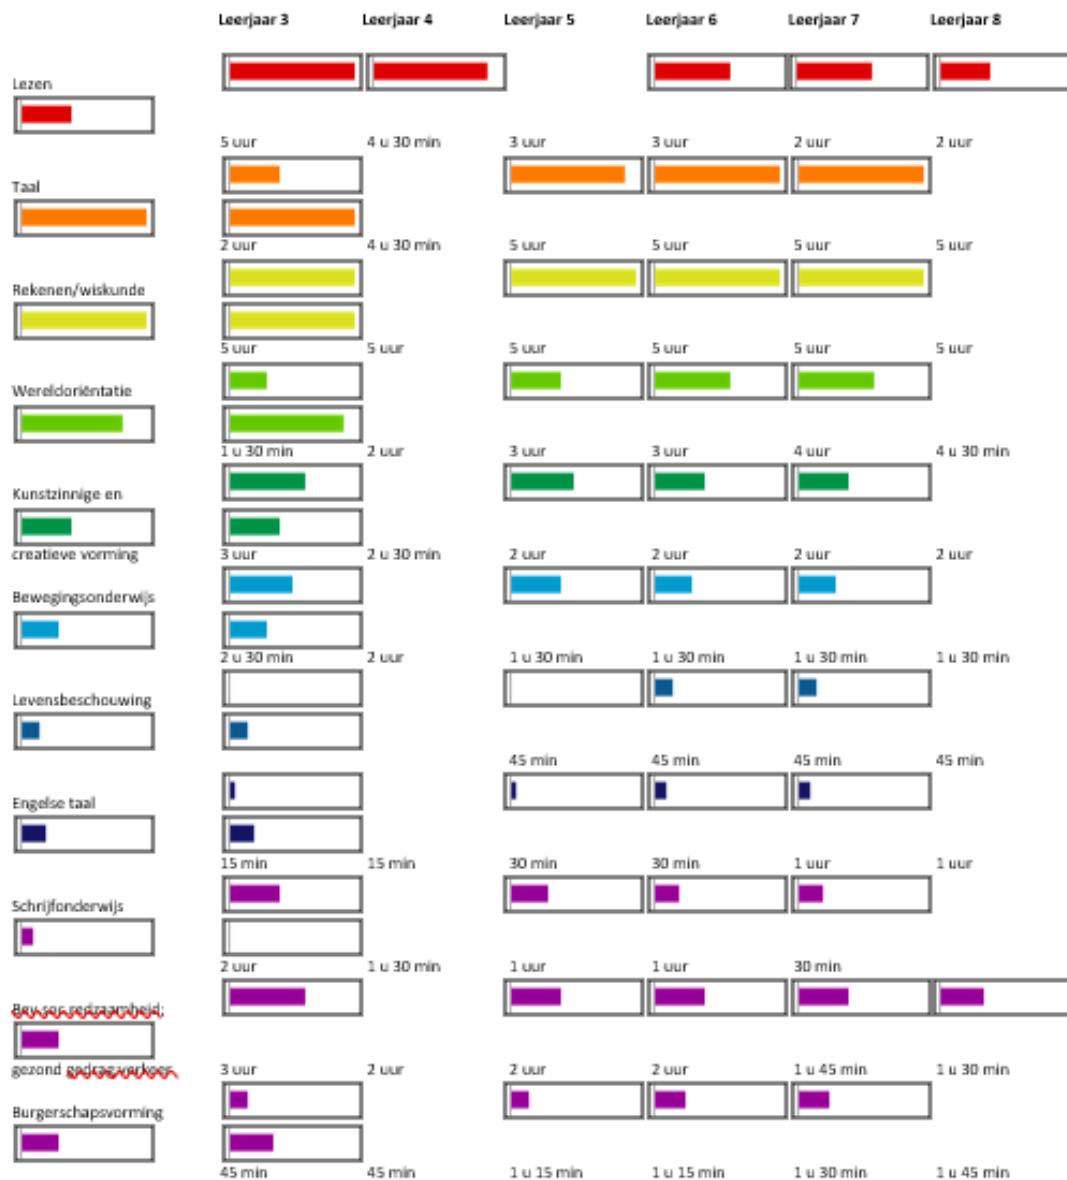 Leerjaar 3 Leerjaar 4 Leerjaar 5 Leerjaar 6 Leerjaar 7 Leerjaar 8
Lezen
5 uur 4 u 30 min 3 uur 3 uur 2 uur 2 uur
Taal
2 uur 4 u 30 min 5 uur 5 uur 5 uur 5 uur
Rekenen/wiskunde
5 uur 5 uur 5 uur 5 uur 5 uur 5 uur
Wereldoriëntatie
1 u 30 min 2 uur 3 uur 3 uur 4 uur 4 u 30 min
Kunstzinnige en
creatieve vorming 3 uur 2 u 30 min 2 uur 2 uur 2 uur 2 uur
Bewegingsonderwijs
2 u 30 min 2 uur 1 u 30 min 1 u 30 min 1 u 30 min 1 u 30 min
Levensbeschouwing
45 min 45 min 45 min 45 min
Engelse taal
15 min 15 min 30 min 30 min 1 uur 1 uur
Schrijfonderwijs
2 uur 1 u 30 min 1 uur 1 uur 30 min
Bev soc redzaamheid;
gezond gedrag verkeer 3 uur 2 uur 2 uur 2 uur 1 u 45 min 1 u 30 min
Burgerschapsvorming
45 min 45 min 1 u 15 min 1 u 15 min 1 u 30 min 1 u 45 min